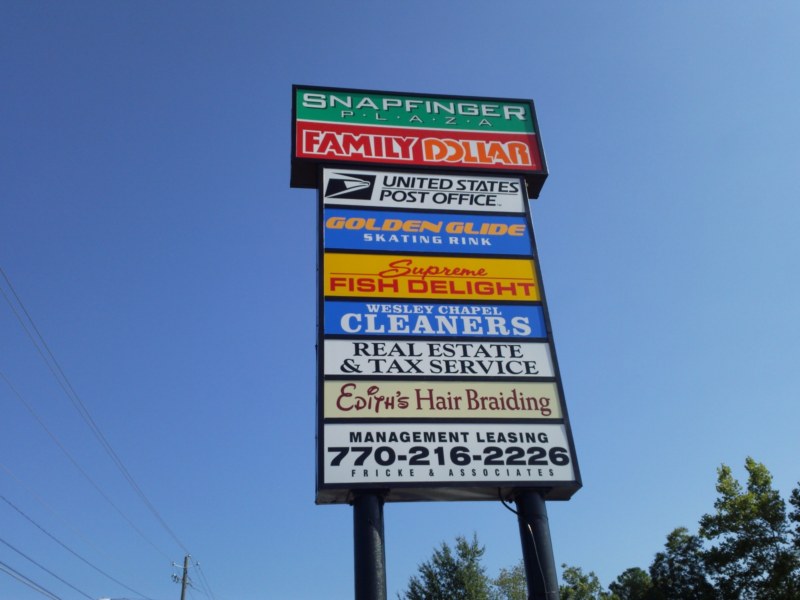 SNAPFINGER
P·L·A·Z·A
FAMILY DOLLAR
UNITED STATES
POST OFFICE
GOLDEN GLIDE
SKATING RINK
Supreme
FISH DELIGHT
WESLEY CHAPEL
CLEANERS
REAL ESTATE
& TAX SERVICE
EDITH'S Hair Braiding
MANAGEMENT LEASING
770-216-2226
FRICKE & ASSOCIATES